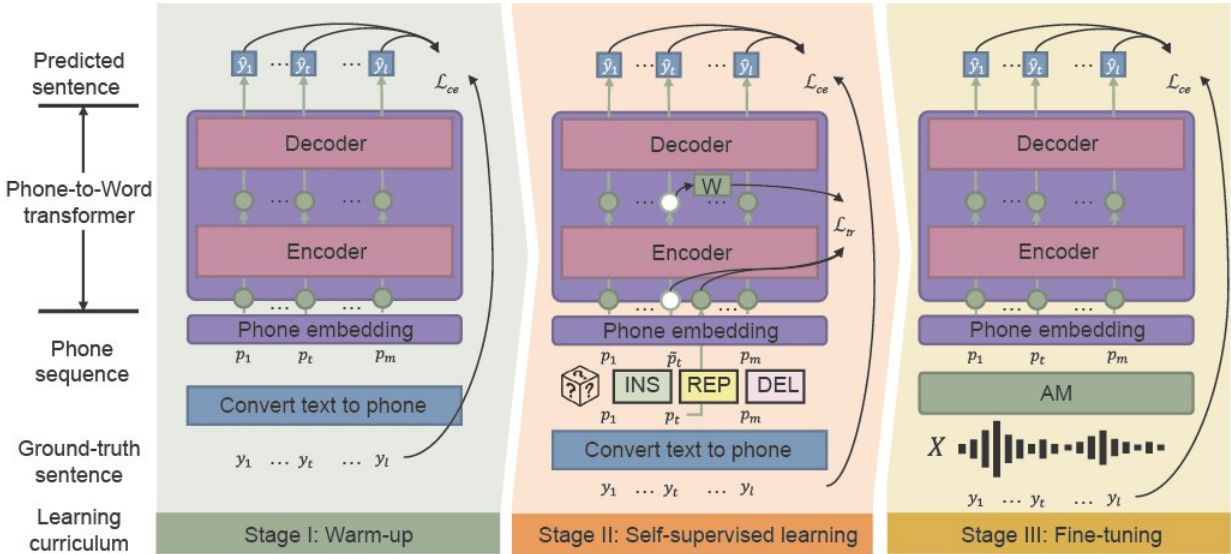 Predicted
sentence
Phone-to-Word
transformer
Phone
sequence
Ground-truth
sentence
Learning
curriculum
ŷ₁ ... ŷₜ ... ŷₗ
ℒ_ce
Decoder
... ...
Encoder
... ...
Phone embedding
p₁ pₜ pₘ
Convert text to phone
y₁ ... yₜ ... yₗ
Stage I: Warm-up
ŷ₁ ... ŷₜ ... ŷₗ
ℒ_ce
Decoder
W
... ...
ℒ_tr
Encoder
... ...
Phone embedding
p₁ p̃ₜ pₘ
? ? ? INS REP DEL
p₁ pₜ pₘ
Convert text to phone
y₁ ... yₜ ... yₗ
Stage II: Self-supervised learning
ŷ₁ ... ŷₜ ... ŷₗ
ℒ_ce
Decoder
... ...
Encoder
... ...
Phone embedding
p₁ pₜ pₘ
AM
X
y₁ ... yₜ ... yₗ
Stage III: Fine-tuning